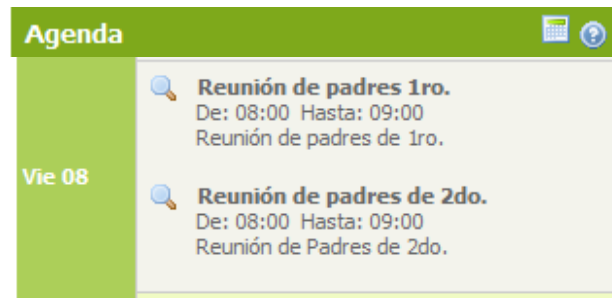 Agenda
Vie 08
Reunión de padres 1ro.
De: 08:00 Hasta: 09:00
Reunión de padres de 1ro.
Reunión de padres de 2do.
De: 08:00 Hasta: 09:00
Reunión de Padres de 2do.